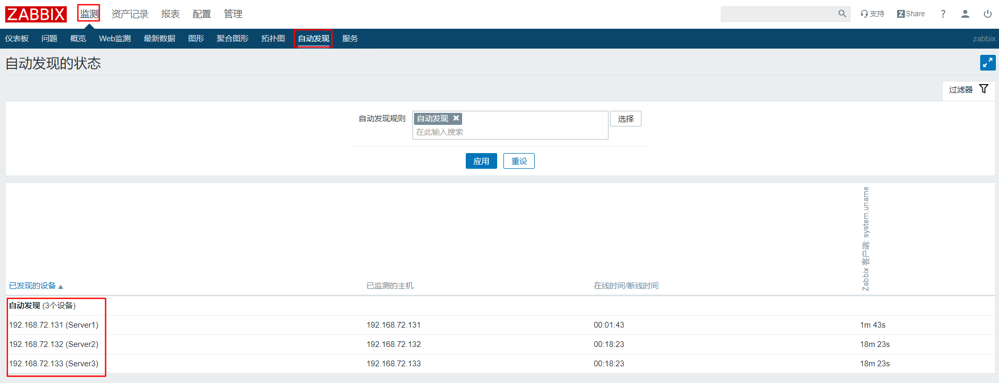 ZABBIX 监测 资产记录 报表 配置 管理 支持 Z Share ?
仪表板 问题 概览 Web监测 最新数据 图形 聚合图形 拓扑图 自动发现 服务 zabbix
自动发现的状态
过滤器
自动发现规则 自动发现 选择
在此输入搜索
应用 重设
已发现的设备 已监测的主机 在线时间/断线时间 Zabbix 客户端: system.uname
自动发现 (3个设备)
192.168.72.131 (Server1) 192.168.72.131 00:01:43 1m 43s
192.168.72.132 (Server2) 192.168.72.132 00:18:23 18m 23s
192.168.72.133 (Server3) 192.168.72.133 00:18:23 18m 23s